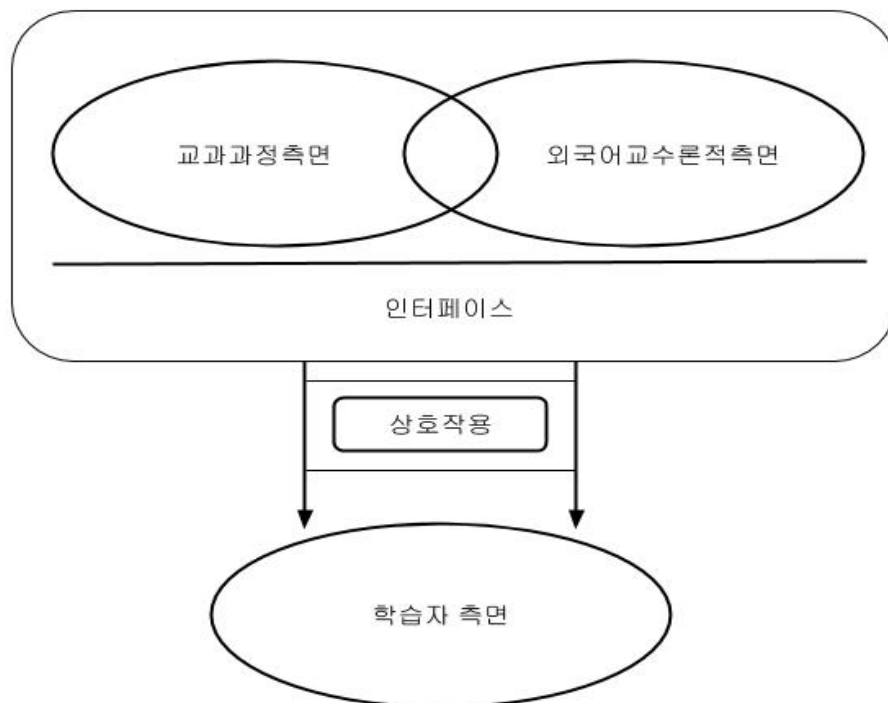 교과과정측면
외국어교수론적측면
인터페이스
상호작용
학습자 측면